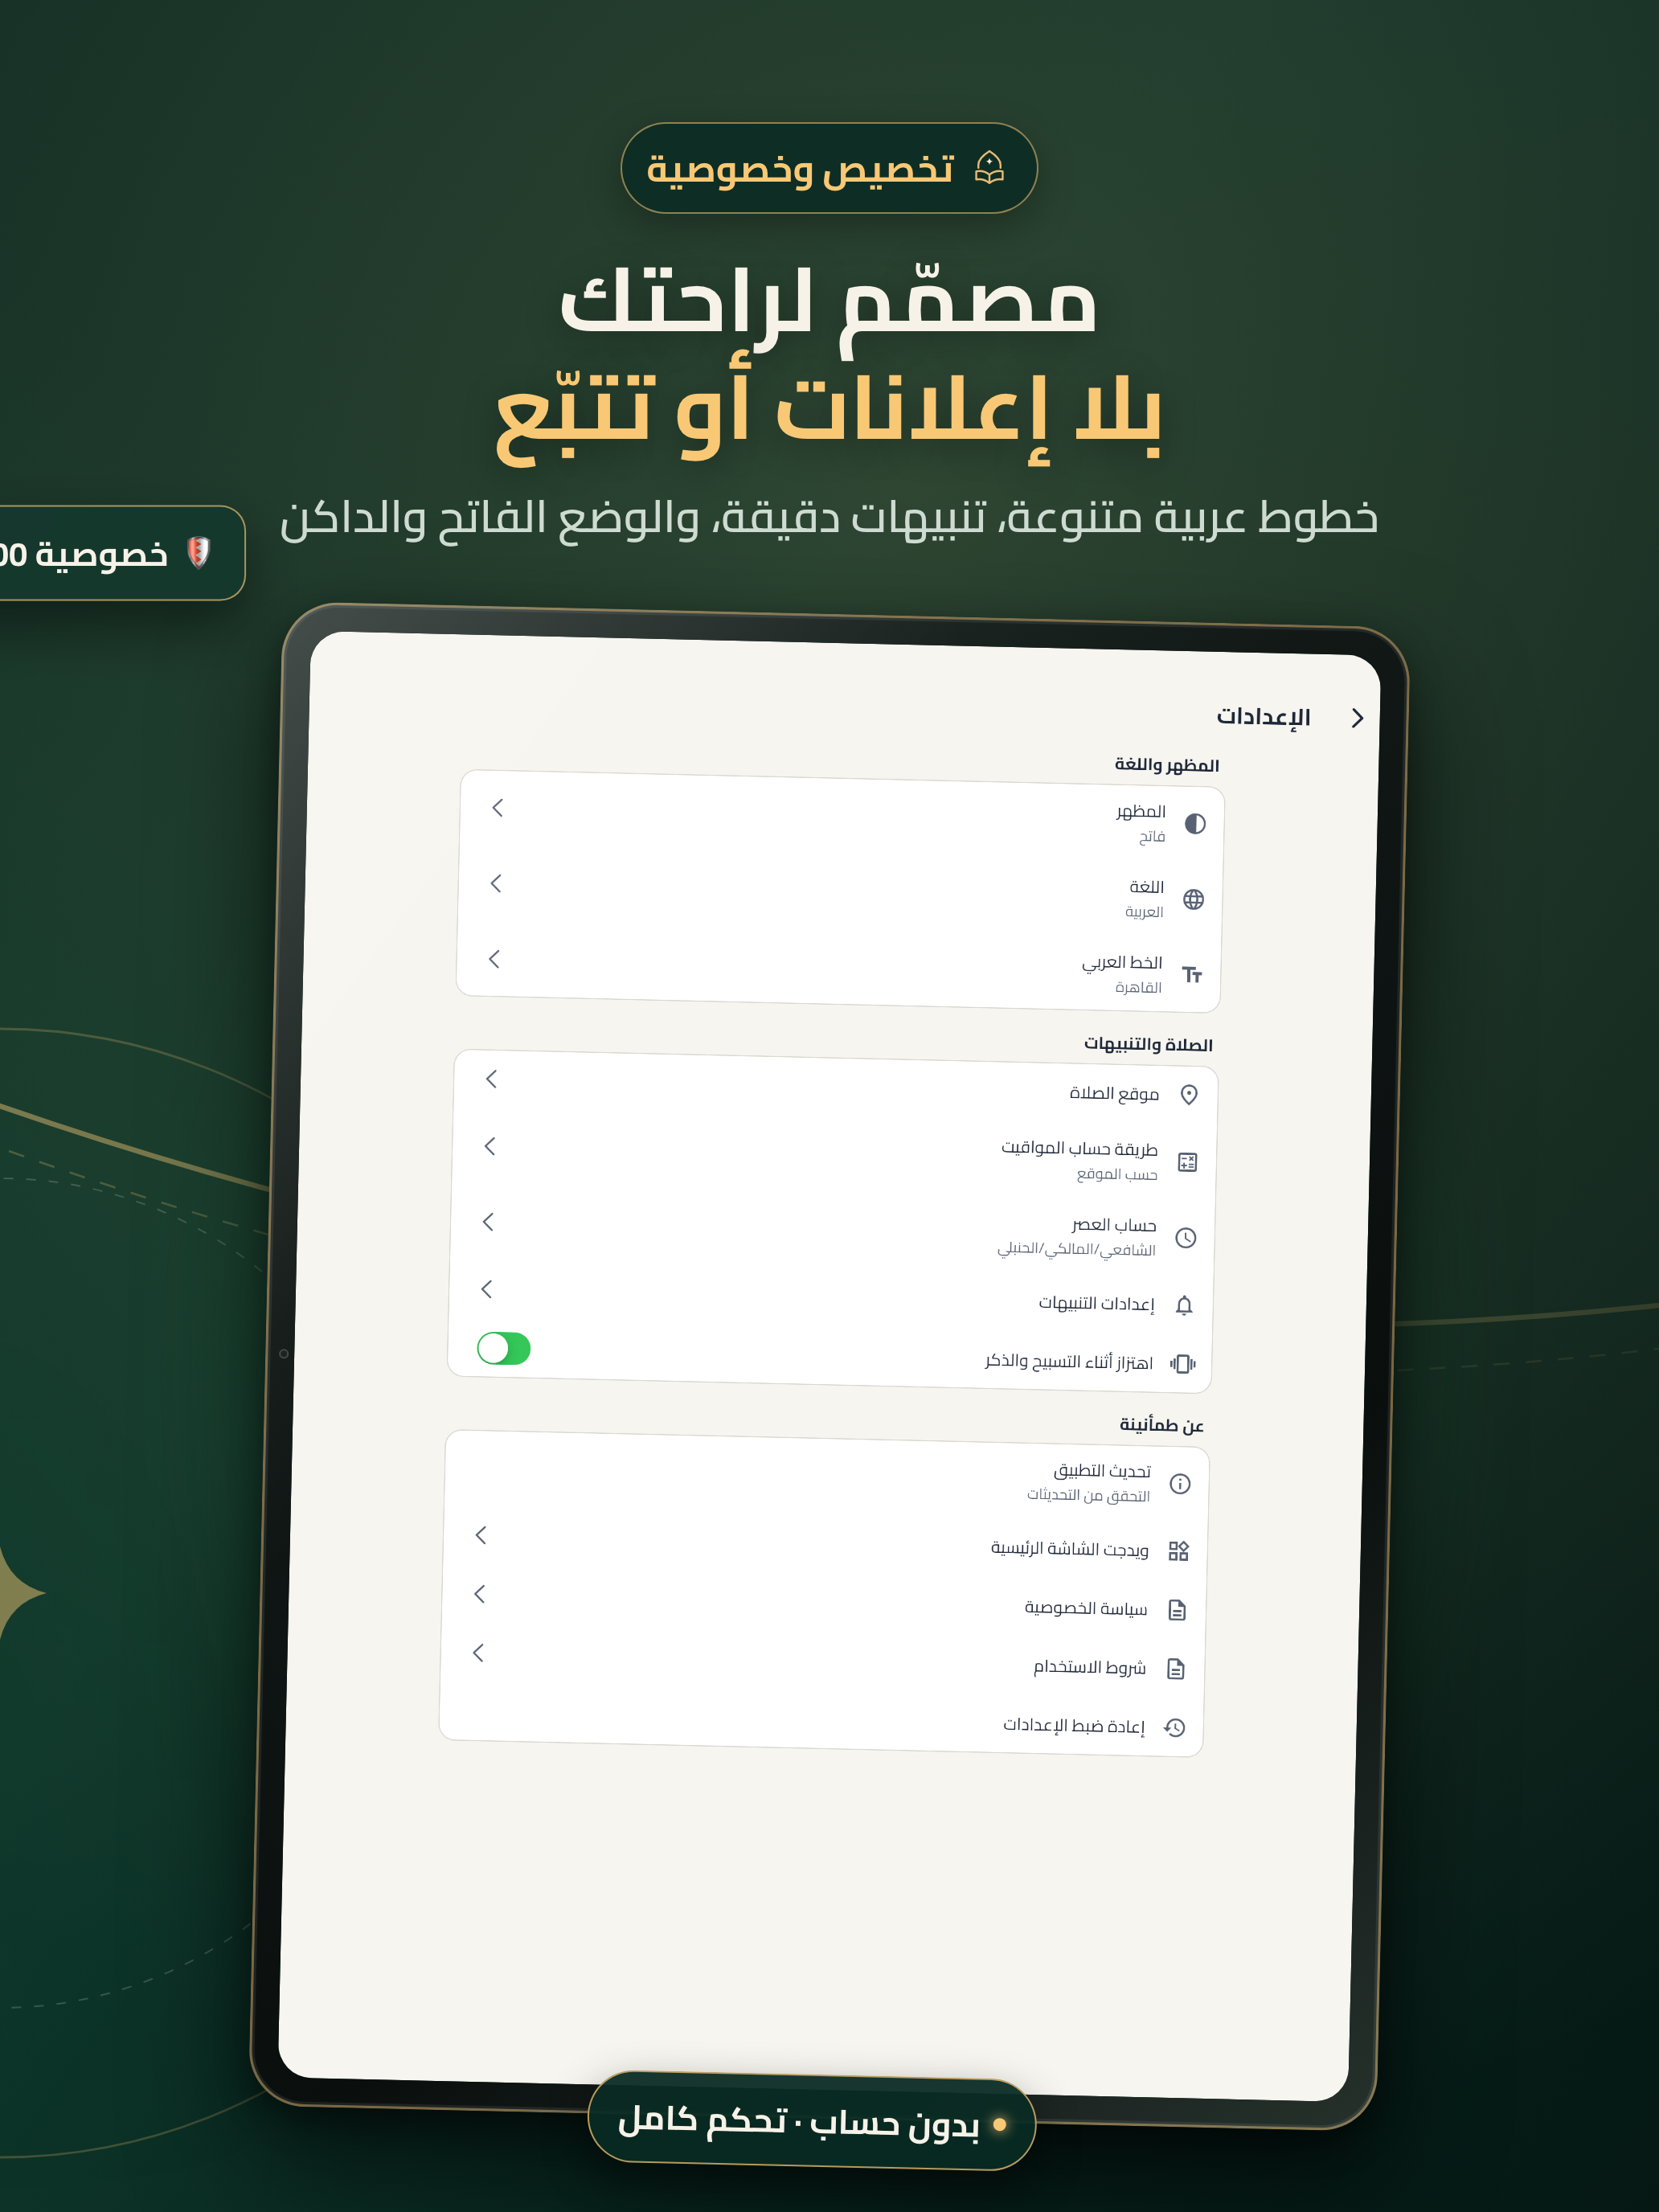 تخصيص وخصوصية
مصمّم لراحتك
بلا إعلانات أو تتبّع
خطوط عربية متنوعة، تنبيهات دقيقة، والوضع الفاتح والداكن
خصوصية
الإعدادات
المظهر واللغة
المظهر
فاتح
اللغة
العربية
الخط العربي
القاهرة
الصلاة والتنبيهات
موقع الصلاة
طريقة حساب المواقيت
حسب الموقع
حساب العصر
الشافعي/المالكي/الحنبلي
إعدادات التنبيهات
اهتزاز أثناء التسبيح والذكر
عن طمأنينة
تحديث التطبيق
التحقق من التحديثات
ويدجت الشاشة الرئيسية
سياسة الخصوصية
شروط الاستخدام
إعادة ضبط الإعدادات
بدون حساب · تحكم كامل